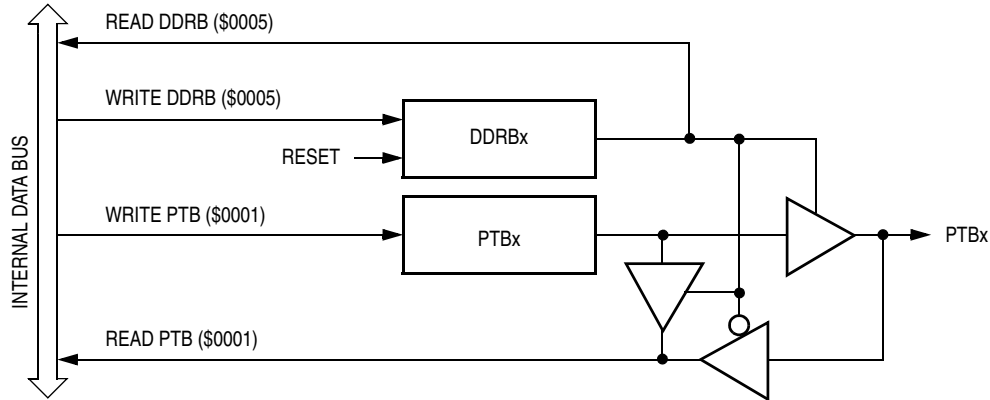 READ DDRB ($0005)
WRITE DDRB ($0005)
DDRBx
RESET
WRITE PTB ($0001)
PTBx
PTBx
READ PTB ($0001)
INTERNAL DATA BUS